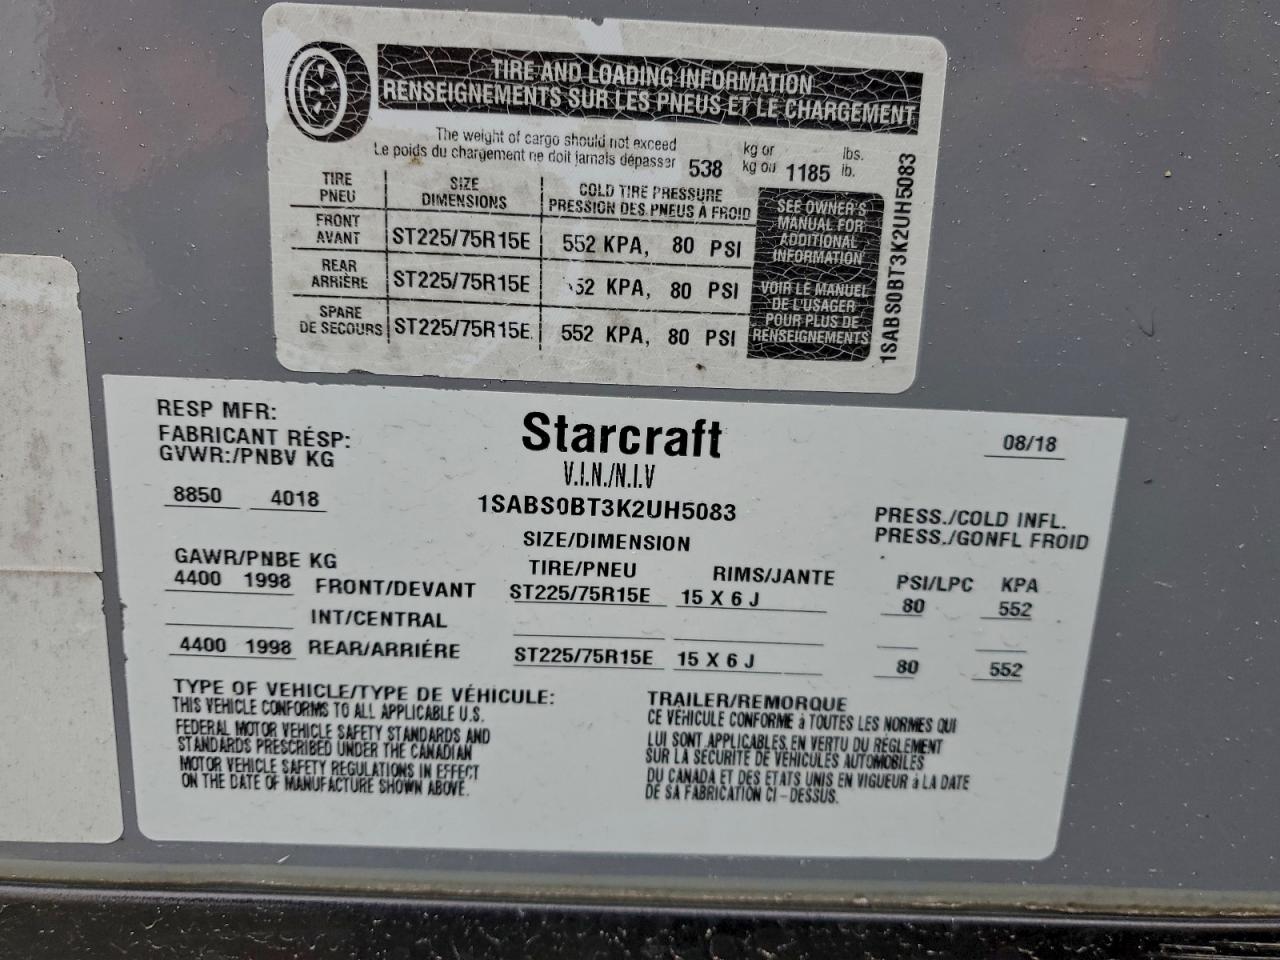 TIRE AND LOADING INFORMATION
RENSEIGNEMENTS SUR LES PNEUS ET LE CHARGEMENT
The weight of cargo should not exceed
Le poids du chargement ne doit jamais dépasser
538 kg or kg ou 1185 lbs. lb.
TIRE PNEU
SIZE DIMENSIONS
COLD TIRE PRESSURE
PRESSION DES PNEUS À FROID
FRONT AVANT ST225/75R15E 552 KPA, 80 PSI
REAR ARRIÈRE ST225/75R15E 52 KPA, 80 PSI
SPARE DE SECOURS ST225/75R15E 552 KPA, 80 PSI
SEE OWNER'S
MANUAL FOR
ADDITIONAL
INFORMATION
VOIR LE MANUEL
DE L'USAGER
POUR PLUS DE
RENSEIGNEMENTS
1SABS0BT3K2UH5083
RESP MFR:
FABRICANT RÉSP:
GVWR:/PNBV KG
8850 4018
Starcraft
V.I.N./N.I.V
1SABS0BT3K2UH5083
08/18
SIZE/DIMENSION
PRESS./COLD INFL.
PRESS./GONFL FROID
GAWR/PNBE KG
TIRE/PNEU RIMS/JANTE PSI/LPC KPA
4400 1998 FRONT/DEVANT ST225/75R15E 15 X 6 J 80 552
INT/CENTRAL
4400 1998 REAR/ARRIÉRE ST225/75R15E 15 X 6 J 80 552
TYPE OF VEHICLE/TYPE DE VÉHICULE: TRAILER/REMORQUE
THIS VEHICLE CONFORMS TO ALL APPLICABLE U.S.
FEDERAL MOTOR VEHICLE SAFETY STANDARDS AND
STANDARDS PRESCRIBED UNDER THE CANADIAN
MOTOR VEHICLE SAFETY REGULATIONS IN EFFECT
ON THE DATE OF MANUFACTURE SHOWN ABOVE.
CE VÉHICULE CONFORME à TOUTES LES NORMES QUI
LUI SONT APPLICABLES EN VERTU DU RÉGLEMENT
SUR LA SÉCURITÉ DE VÉHICULES AUTOMOBILES
DU CANADA ET DES ETATS UNIS EN VIGUEUR à LA DATE
DE SA FABRICATION CI-DESSUS.